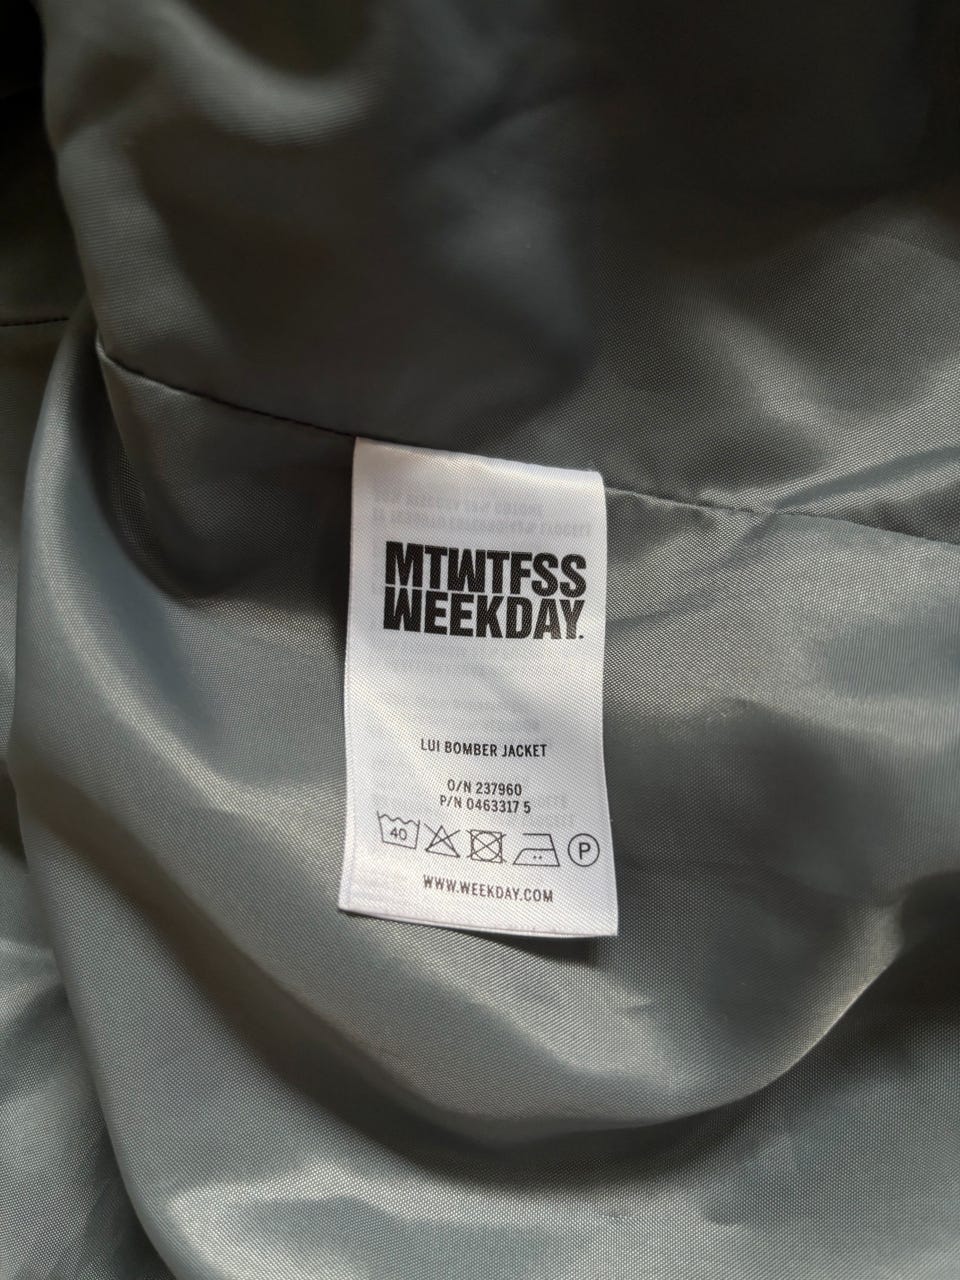 MTWTFSS
WEEKDAY.
LUI BOMBER JACKET
O/N 237960
P/N 0463317 5
40
P
WWW.WEEKDAY.COM